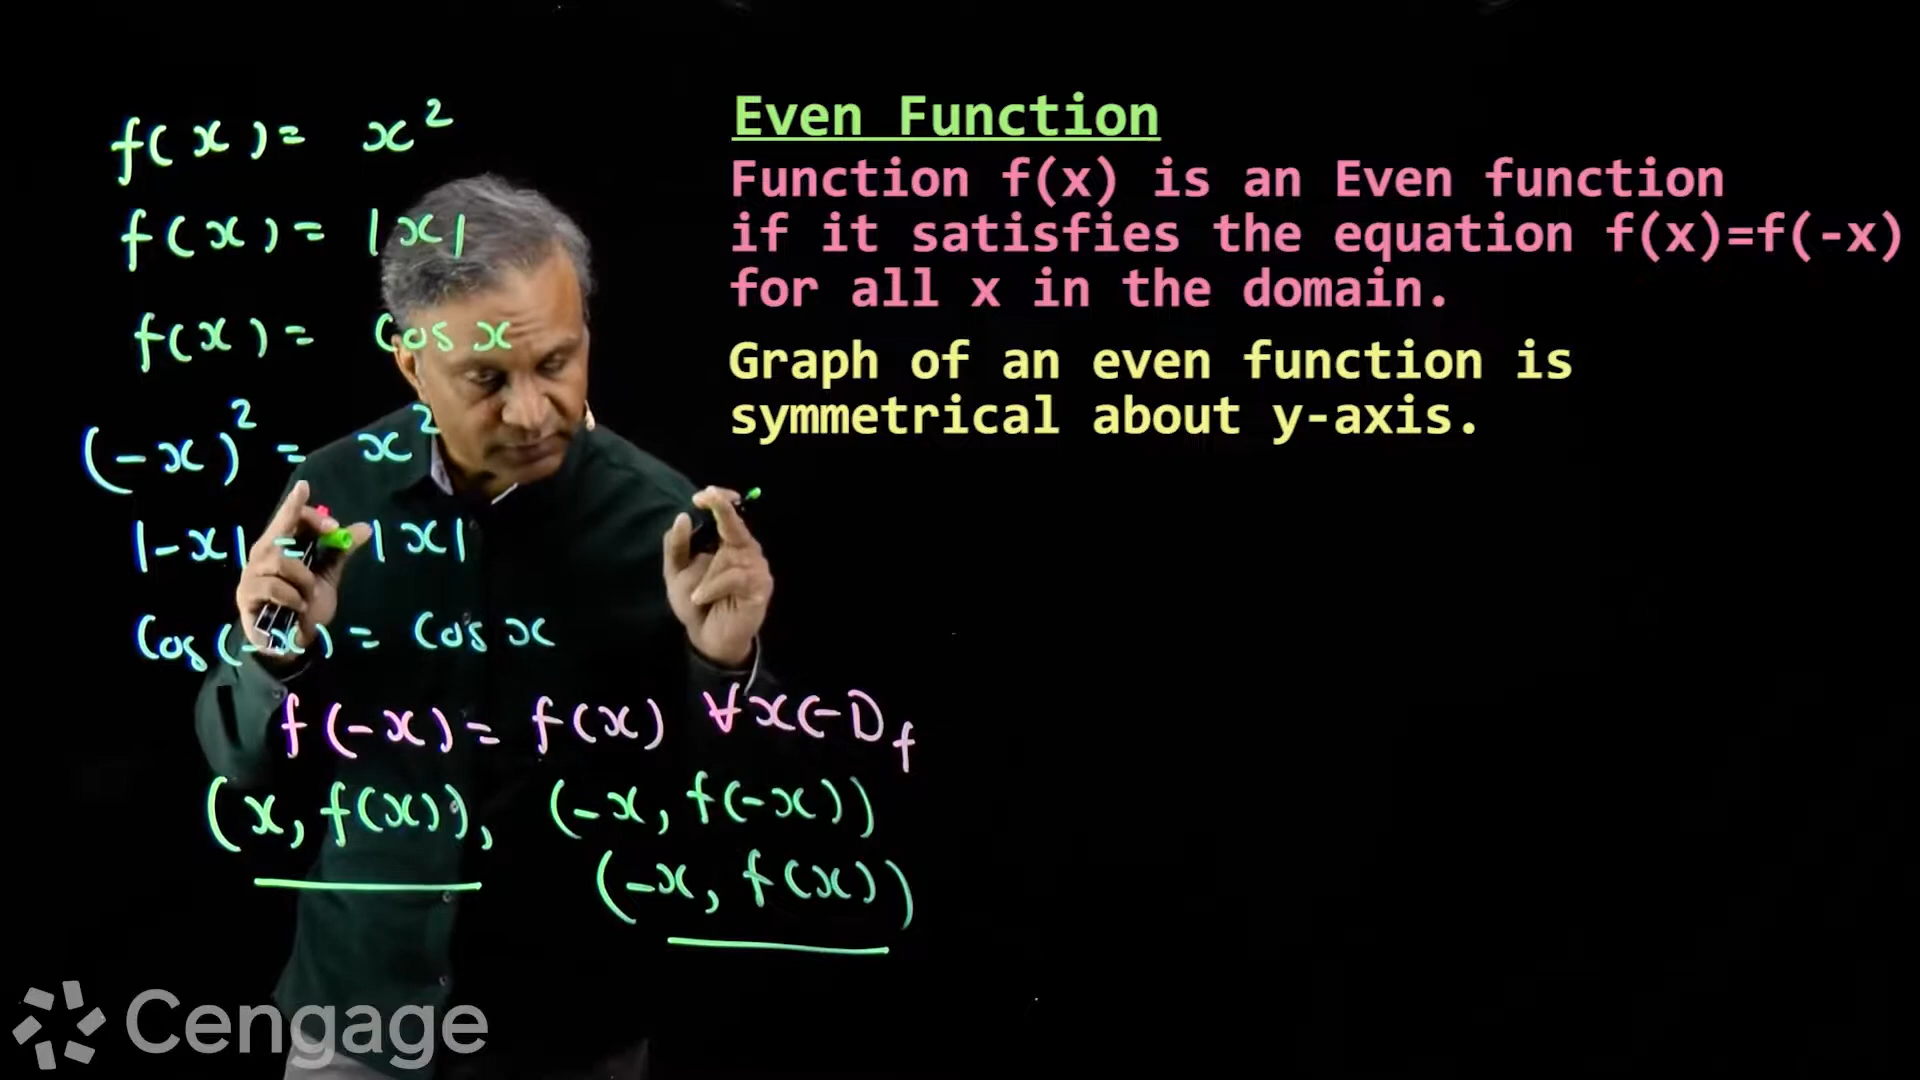 f(x) = x²
f(x) = |x|
f(x) = cos x
(-x)² = x²
|-x| = |x|
cos(-x) = cos x
f(-x) = f(x) ∀x∈D_f
(x, f(x)), (-x, f(-x))
(-x, f(x))
Even Function
Function f(x) is an Even function
if it satisfies the equation f(x)=f(-x)
for all x in the domain.
Graph of an even function is
symmetrical about y-axis.
Cengage